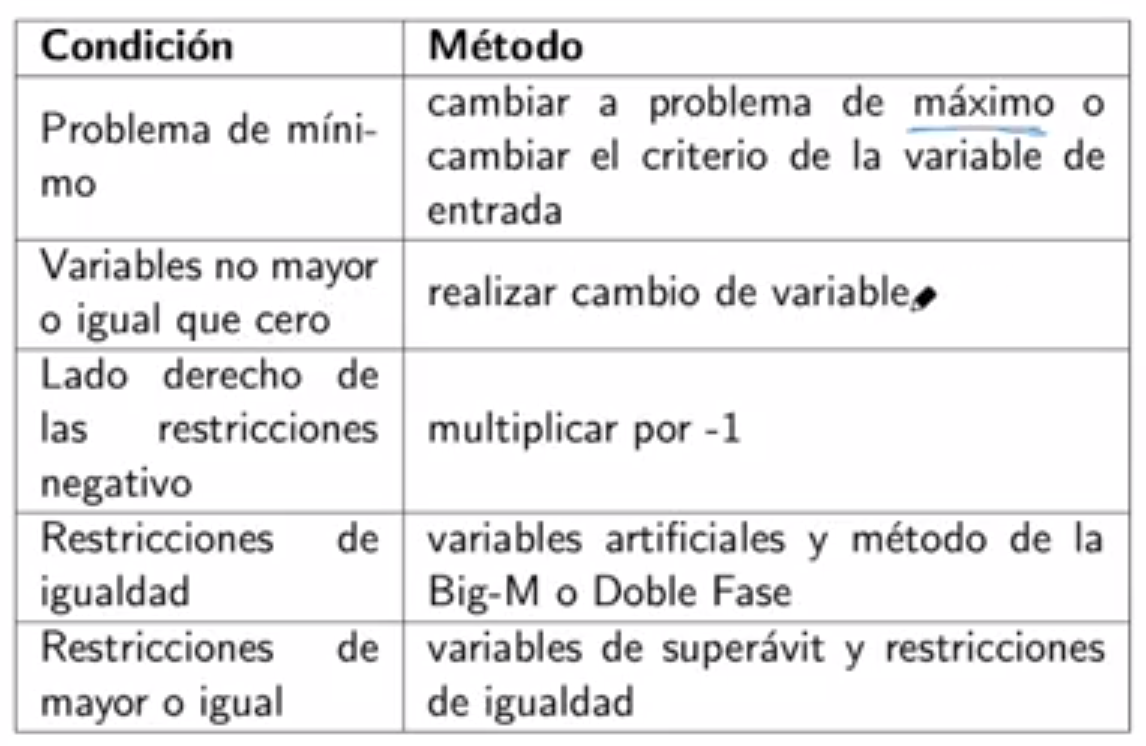 Condición Método
Problema de míni-
mo
cambiar a problema de máximo o
cambiar el criterio de la variable de
entrada
Variables no mayor
o igual que cero
realizar cambio de variable
Lado derecho de
las restricciones
negativo
multiplicar por -1
Restricciones de
igualdad
variables artificiales y método de la
Big-M o Doble Fase
Restricciones de
mayor o igual
variables de superávit y restricciones
de igualdad